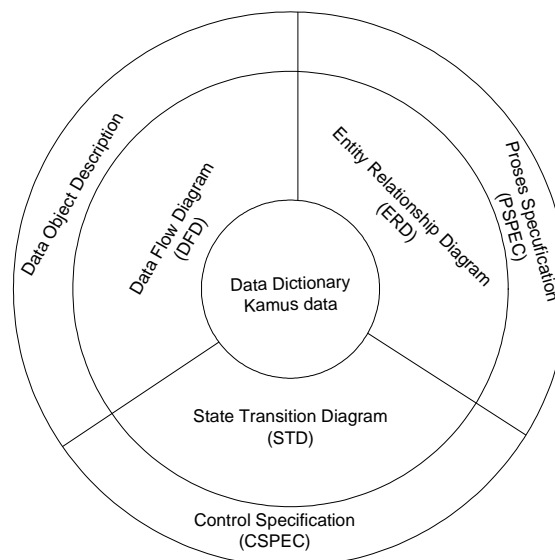 Data Object Description
Data Flow Diagram
(DFD)
Entity Relationship Diagram
(ERD)
Proses Specufication
(PSPEC)
Data Dictionary
Kamus data
State Transition Diagram
(STD)
Control Specification
(CSPEC)